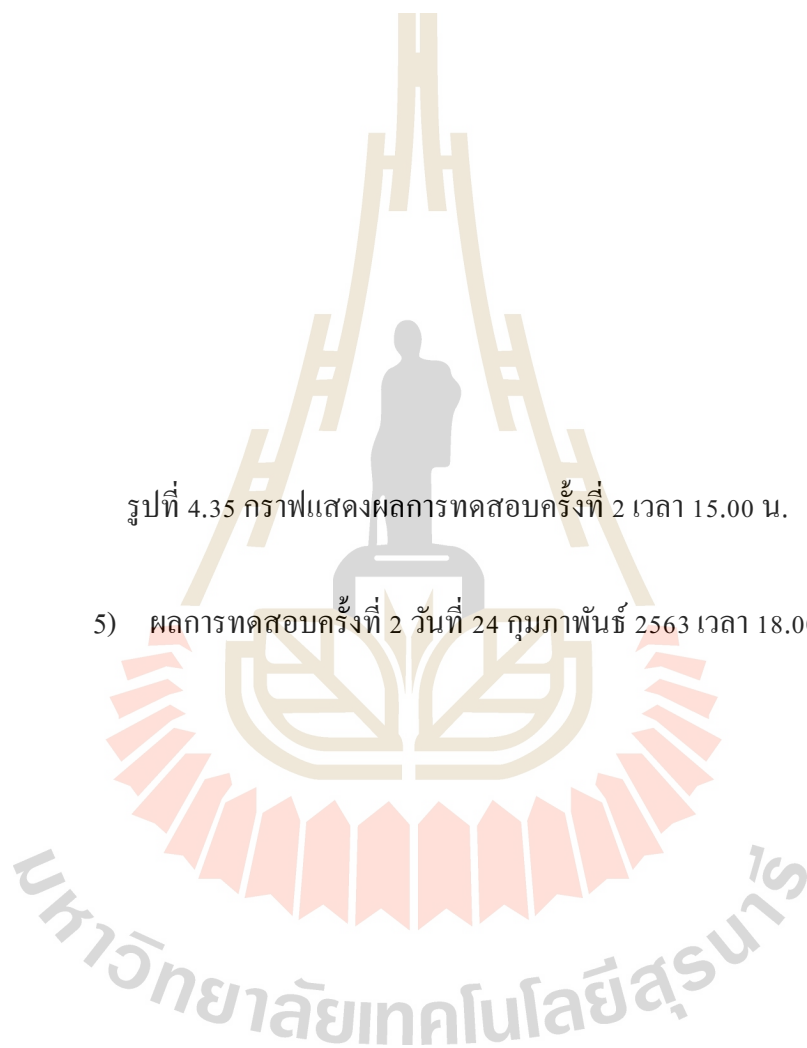 รูปที่ 4.35 กราฟแสดงผลการทดสอบครั้งที่ 2 เวลา 15.00 น.
5) ผลการทดสอบครั้งที่ 2 วันที่ 24 กุมภาพันธ์ 2563 เวลา 18.0
มหาวิทยาลัยเทคโนโลยีสุรนารี